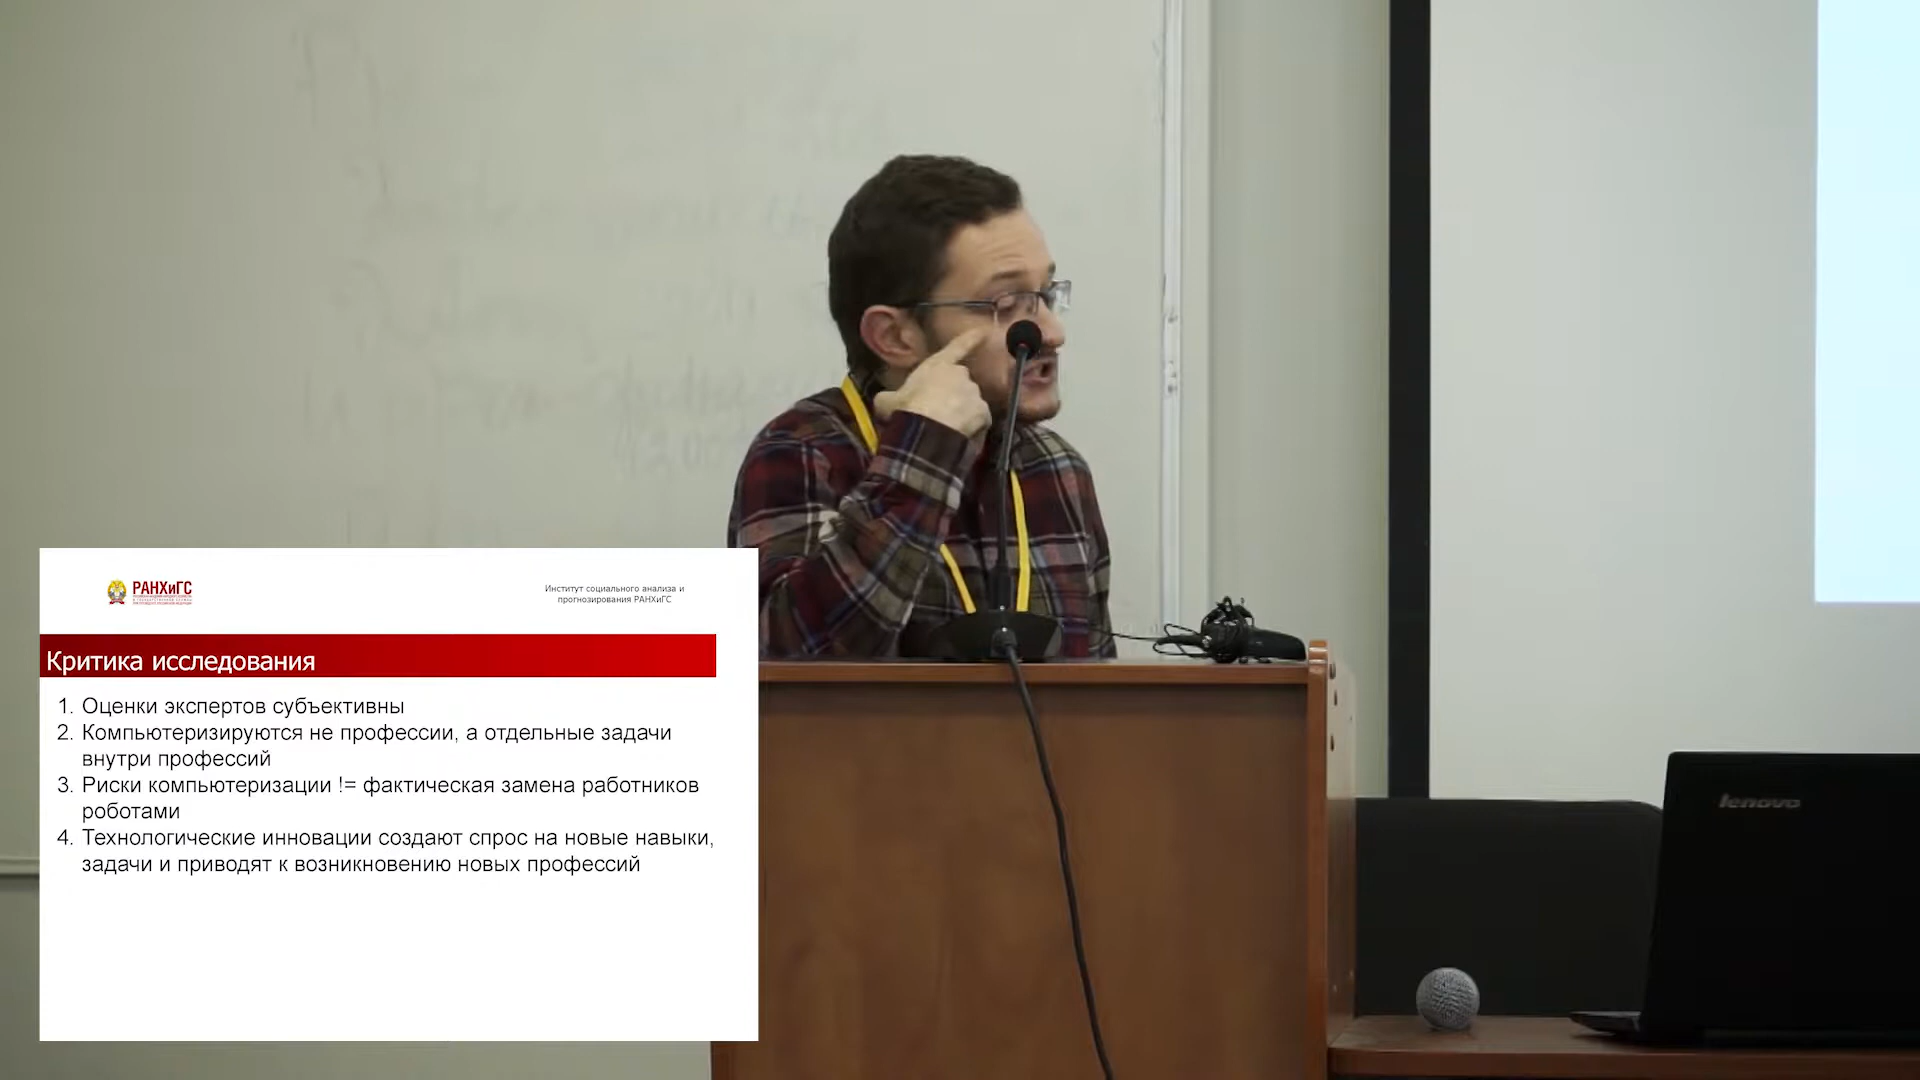 РАНХиГС
Институт социального анализа и
прогнозирования РАНХиГС
Критика исследования
1. Оценки экспертов субъективны
2. Компьютеризируются не профессии, а отдельные задачи
внутри профессий
3. Риски компьютеризации != фактическая замена работников
роботами
4. Технологические инновации создают спрос на новые навыки,
задачи и приводят к возникновению новых профессий
lenovo